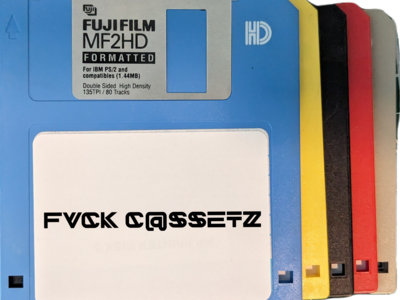 Fuji
FUJIFILM
MF2HD
FORMATTED
For IBM PS/2 and
compatibles (1.44MB)
Double Sided High Density
135TPI / 80 Tracks
HD
FVCK C@SSETZ